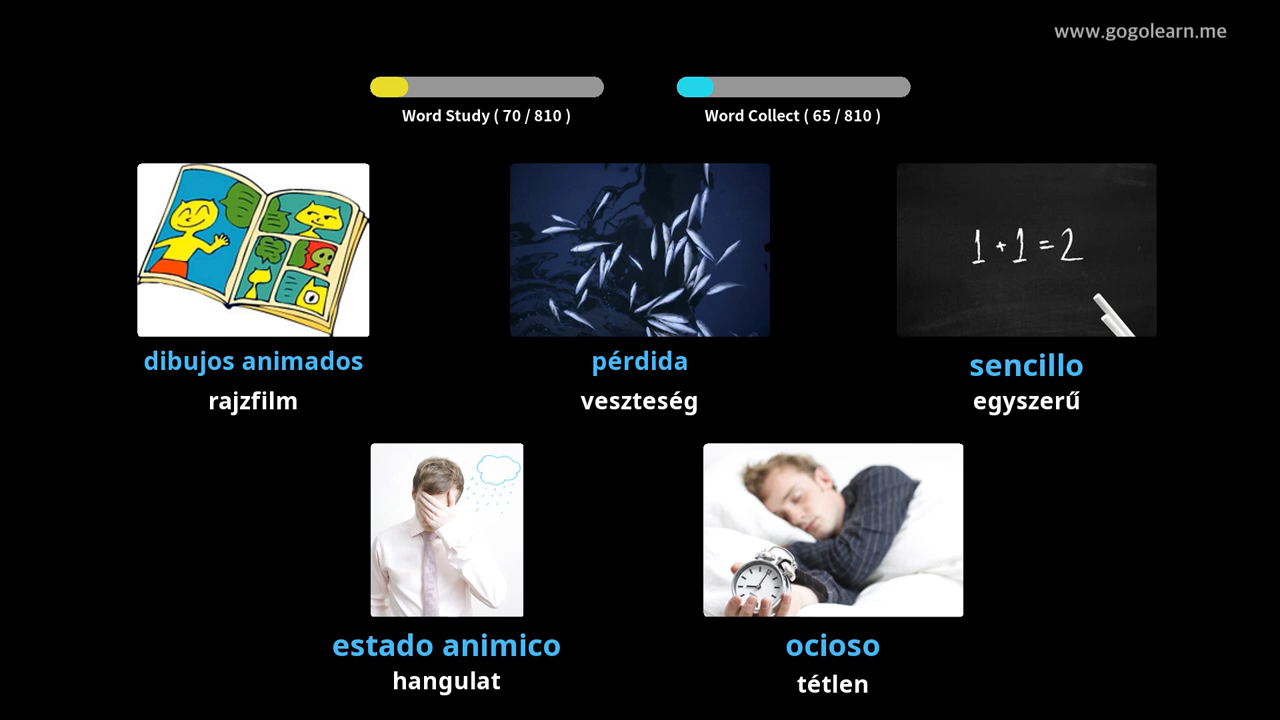 www.gogolearn.me
Word Study ( 70 / 810 )
Word Collect ( 65 / 810 )
1 + 1 = 2
dibujos animados
pérdida
sencillo
rajzfilm
veszteség
egyszerű
estado animico
ocioso
hangulat
tétlen